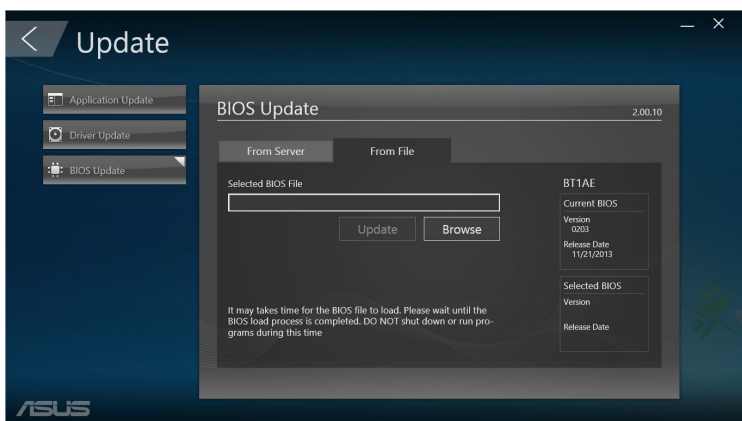 Update
Application Update
Driver Update
BIOS Update
BIOS Update
2.00.10
From Server
From File
Selected BIOS File
Update
Browse
It may takes time for the BIOS file to load. Please wait until the
BIOS load process is completed. DO NOT shut down or run pro-
grams during this time
BT1AE
Current BIOS
Version
0203
Release Date
11/21/2013
Selected BIOS
Version
Release Date
ASUS